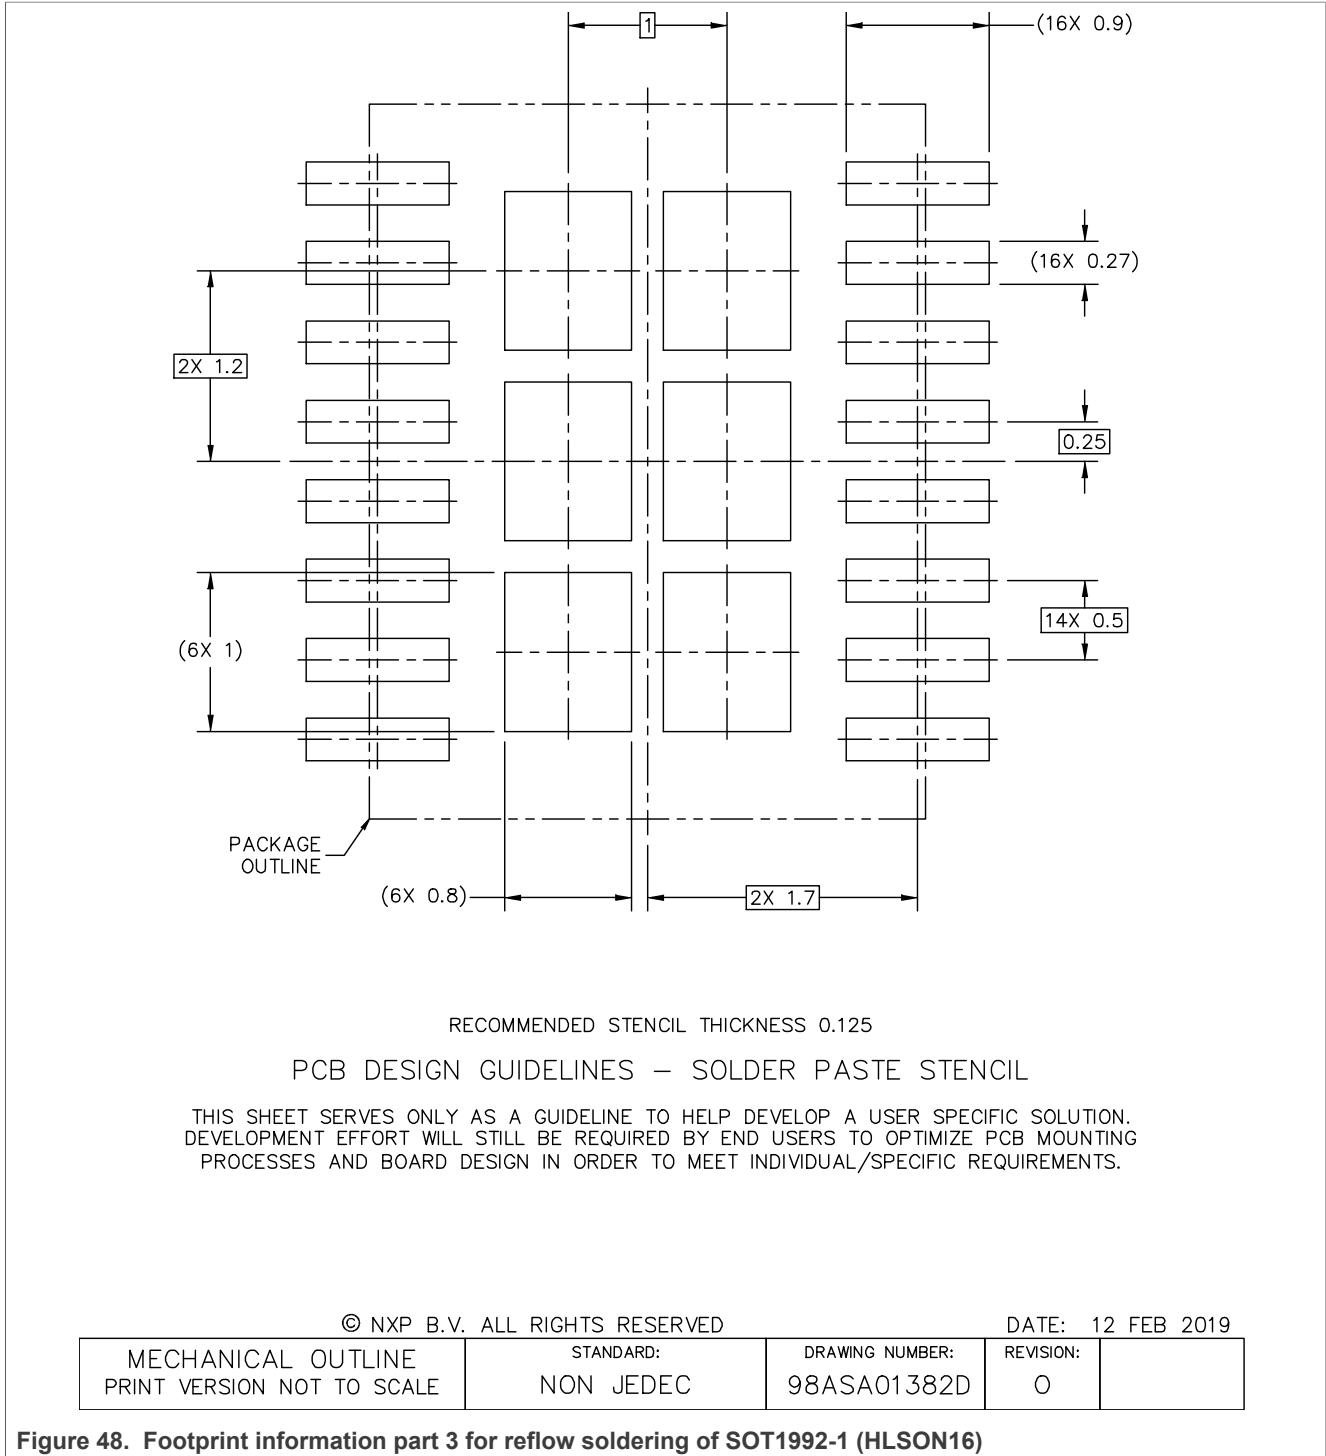 1
(16X 0.9)
(16X 0.27)
2X 1.2
0.25
14X 0.5
(6X 1)
PACKAGE
OUTLINE
(6X 0.8)
2X 1.7
RECOMMENDED STENCIL THICKNESS 0.125
PCB DESIGN GUIDELINES – SOLDER PASTE STENCIL
THIS SHEET SERVES ONLY AS A GUIDELINE TO HELP DEVELOP A USER SPECIFIC SOLUTION.
DEVELOPMENT EFFORT WILL STILL BE REQUIRED BY END USERS TO OPTIMIZE PCB MOUNTING
PROCESSES AND BOARD DESIGN IN ORDER TO MEET INDIVIDUAL/SPECIFIC REQUIREMENTS.
© NXP B.V. ALL RIGHTS RESERVED
DATE: 12 FEB 2019
MECHANICAL OUTLINE
PRINT VERSION NOT TO SCALE
STANDARD:
NON JEDEC
DRAWING NUMBER:
98ASA01382D
REVISION:
O
Figure 48. Footprint information part 3 for reflow soldering of SOT1992-1 (HLSON16)